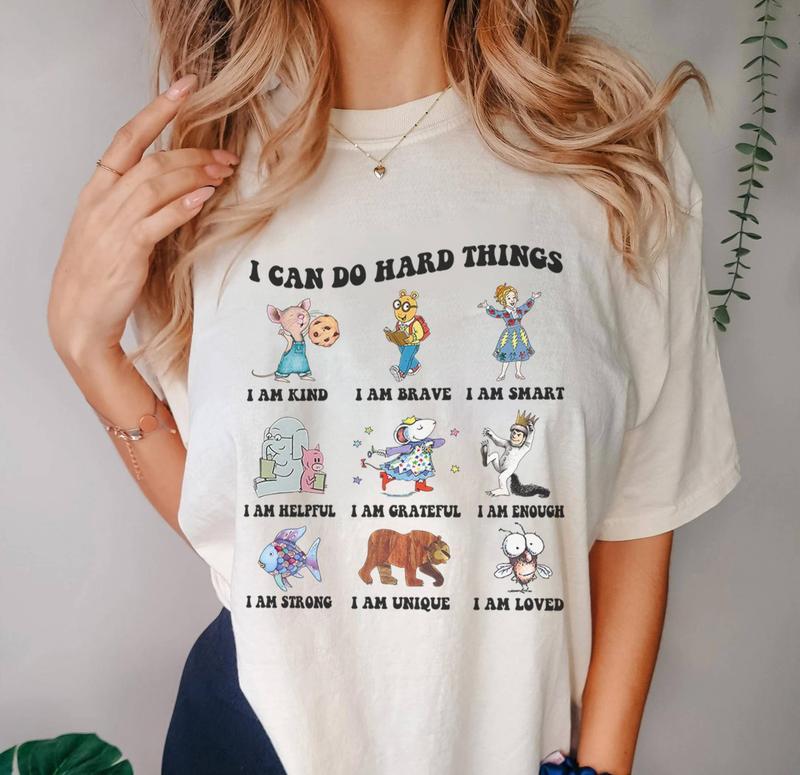 I CAN DO HARD THINGS
I AM KIND I AM BRAVE I AM SMART
I AM HELPFUL I AM GRATEFUL I AM ENOUGH
I AM STRONG I AM UNIQUE I AM LOVED